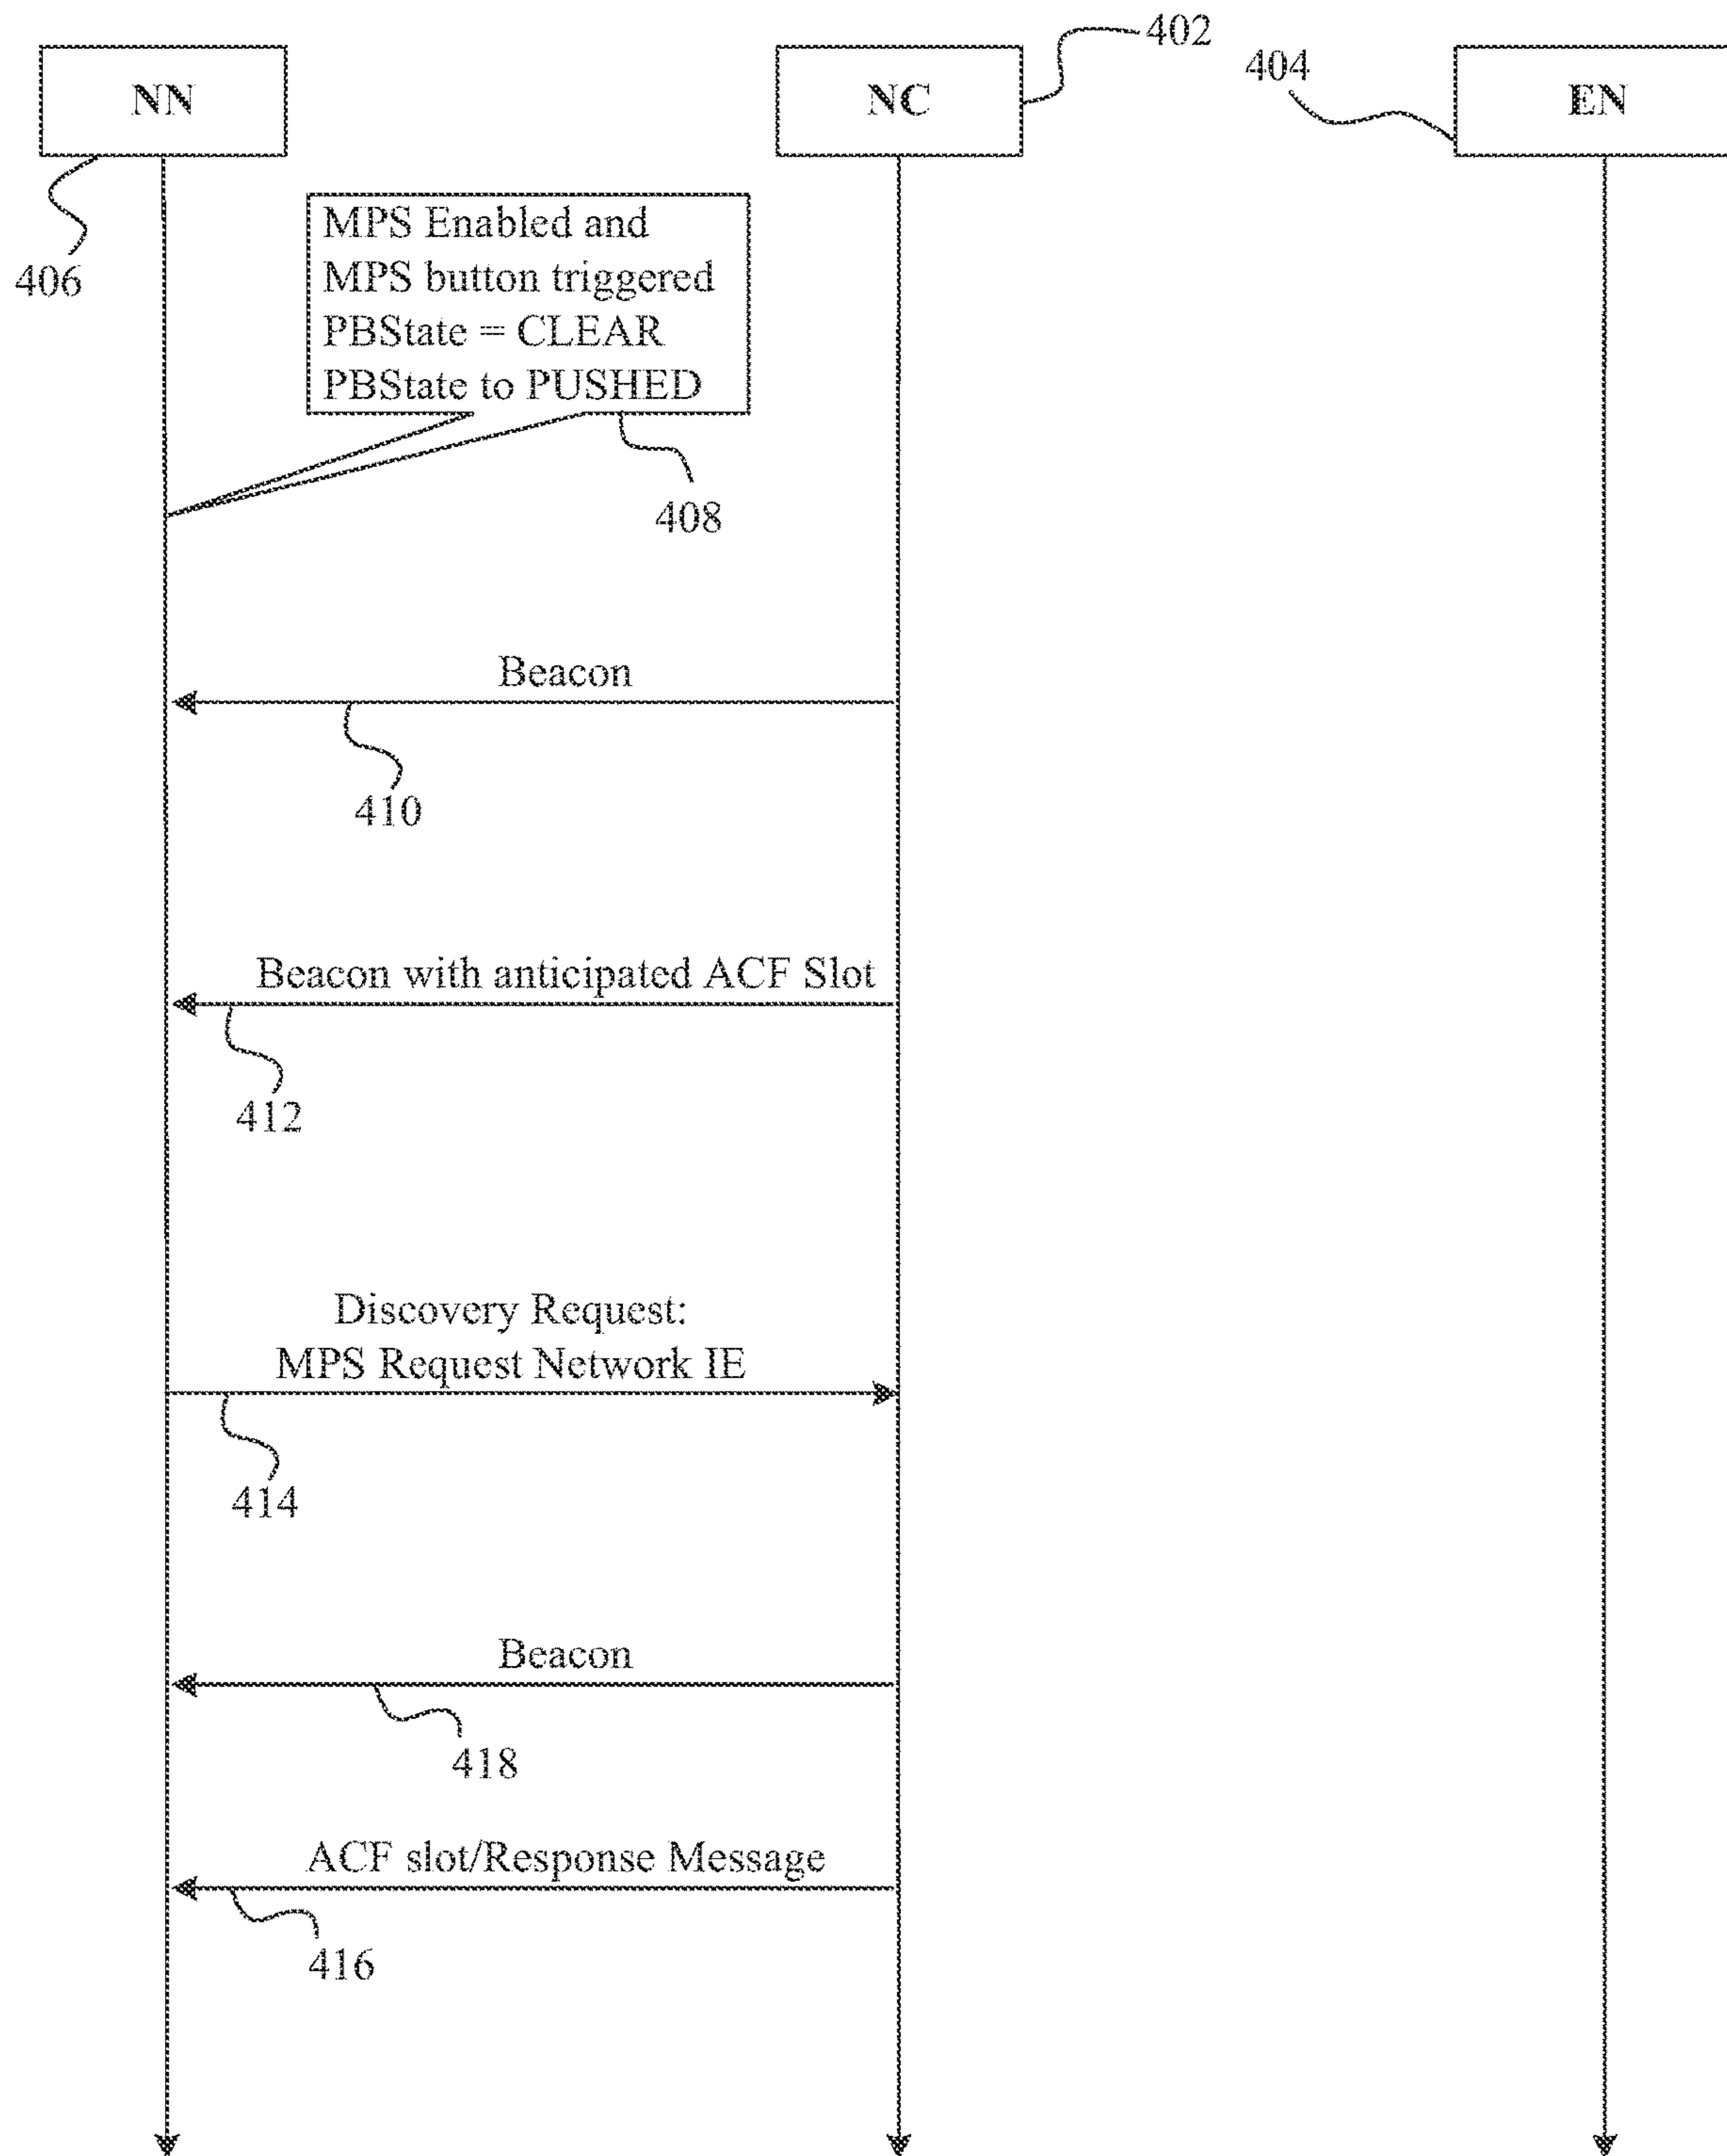 402
404
NN
NC
EN
406
MPS Enabled and
MPS button triggered
PBState = CLEAR
PBState to PUSHED
408
Beacon
410
Beacon with anticipated ACF Slot
412
Discovery Request:
MPS Request Network IE
414
Beacon
418
ACF slot/Response Message
416